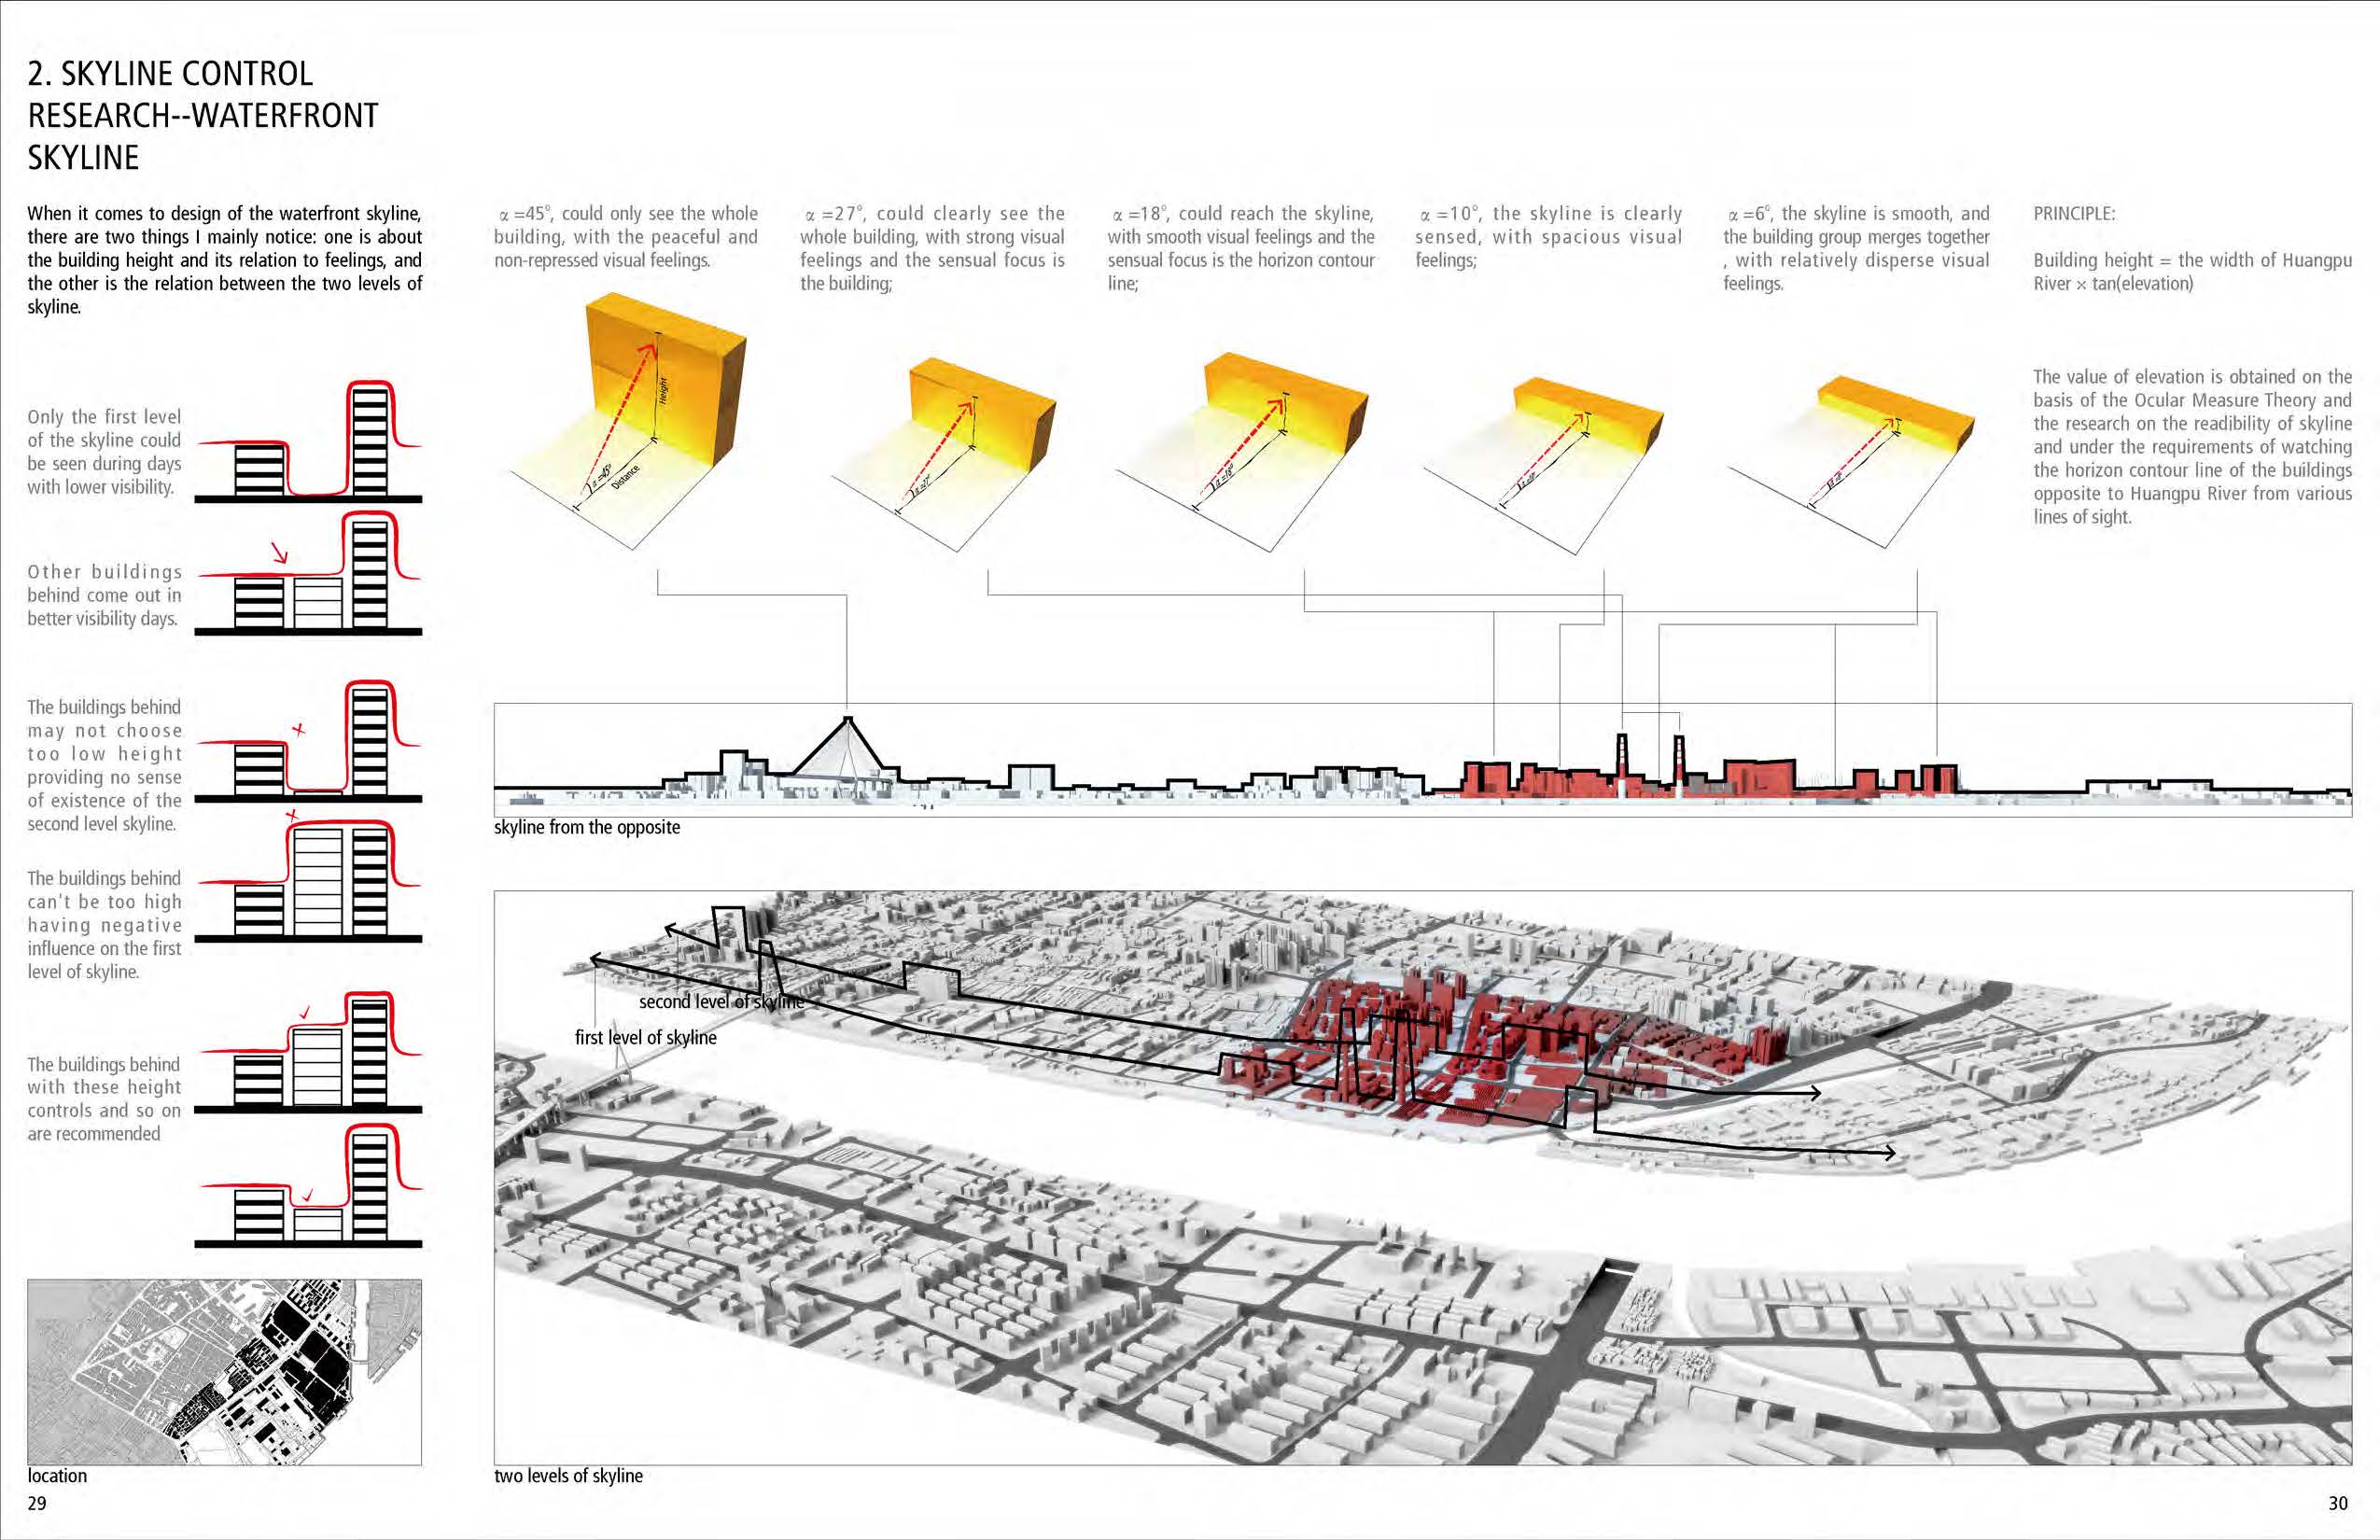 2. SKYLINE CONTROL
RESEARCH--WATERFRONT
SKYLINE
When it comes to design of the waterfront skyline,
there are two things I mainly notice: one is about
the building height and its relation to feelings, and
the other is the relation between the two levels of
skyline.
Only the first level
of the skyline could
be seen during days
with lower visibility.
Other buildings
behind come out in
better visibility days.
The buildings behind
may not choose
too low height
providing no sense
of existence of the
second level skyline.
The buildings behind
can't be too high
having negative
influence on the first
level of skyline.
The buildings behind
with these height
controls and so on
are recommended
location
29
α=45°, could only see the whole
building, with the peaceful and
non-repressed visual feelings.
α=27°, could clearly see the
whole building, with strong visual
feelings and the sensual focus is
the building;
α=18°, could reach the skyline,
with smooth visual feelings and the
sensual focus is the horizon contour
line;
α=10°, the skyline is clearly
sensed, with spacious visual
feelings;
α=6°, the skyline is smooth, and
the building group merges together
, with relatively disperse visual
feelings.
PRINCIPLE:
Building height = the width of Huangpu
River × tan(elevation)
The value of elevation is obtained on the
basis of the Ocular Measure Theory and
the research on the readibility of skyline
and under the requirements of watching
the horizon contour line of the buildings
opposite to Huangpu River from various
lines of sight.
Height
α=45°
Distance
α=27°
α=18°
skyline from the opposite
second level of skyline
first level of skyline
two levels of skyline
30